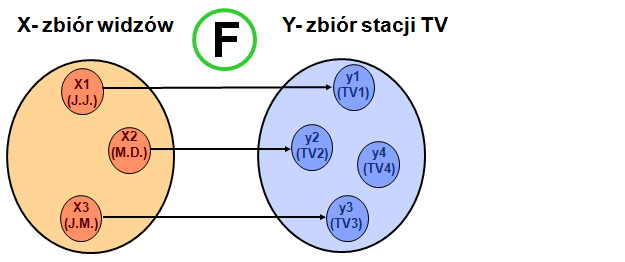 X- zbiór widzów
F
Y- zbiór stacji TV
X1
(J.J.)
y1
(TV1)
X2
(M.D.)
y2
(TV2)
y4
(TV4)
X3
(J.M.)
y3
(TV3)